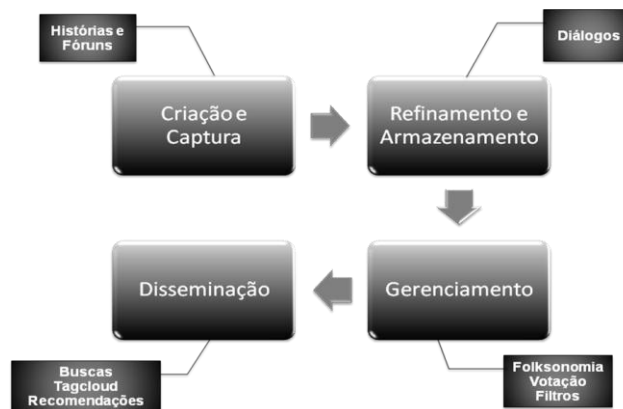 Histórias e
Fóruns
Diálogos
Criação e
Captura
Refinamento e
Armazenamento
Disseminação
Gerenciamento
Buscas
Tagcloud
Recomendações
Folksonomia
Votação
Filtros